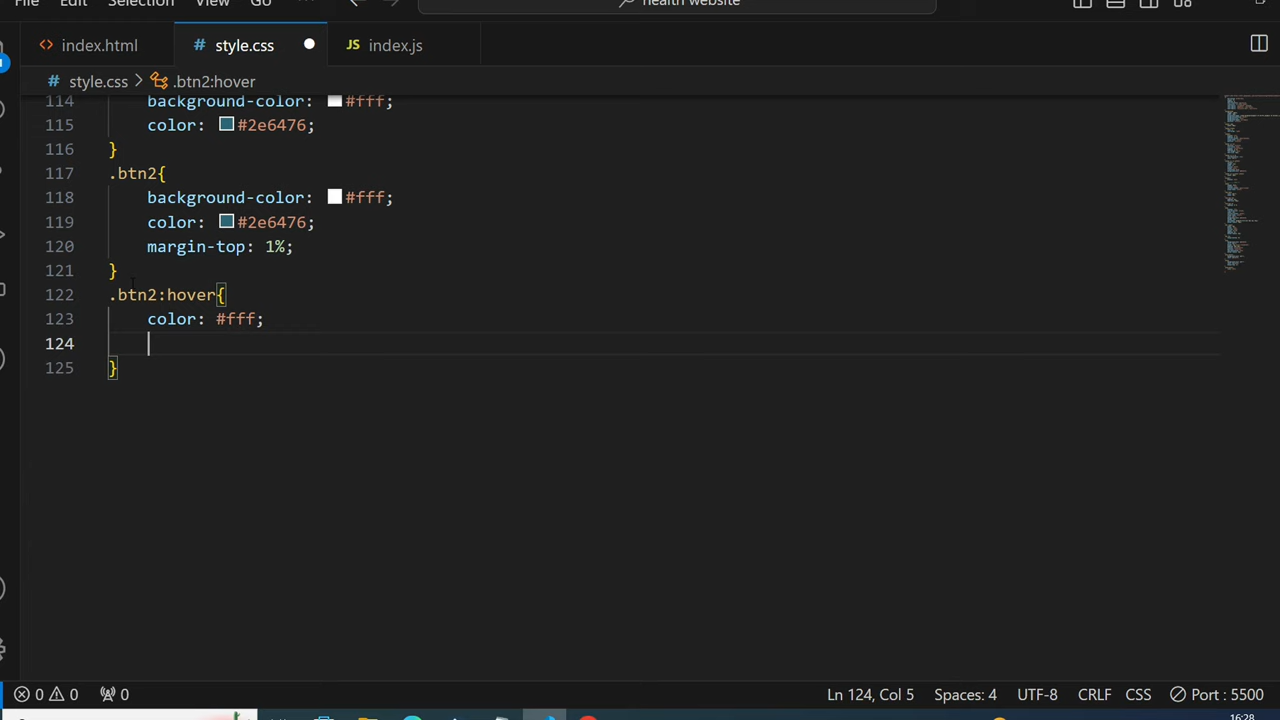 File Edit Selection View Go ... health website
index.html style.css JS index.js
# style.css > .btn2:hover
114 background-color: #fff;
115 color: #2e6476;
116 }
117 .btn2{
118 background-color: #fff;
119 color: #2e6476;
120 margin-top: 1%;
121 }
122 .btn2:hover{
123 color: #fff;
124
125 }
0 0 0 Ln 124, Col 5 Spaces: 4 UTF-8 CRLF CSS Port : 5500
16:28